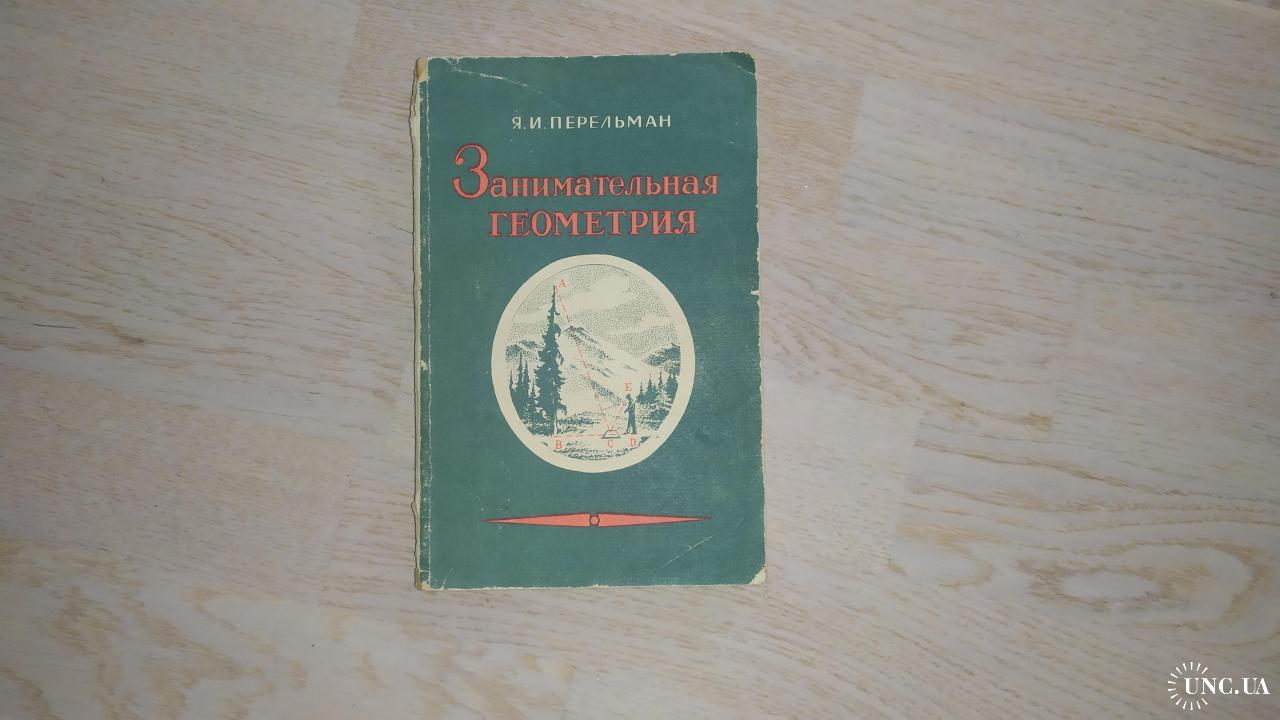 Я.И.ПЕРЕЛЬМАН
Занимательная
ГЕОМЕТРИЯ
A
E
B C D
UNC.UA